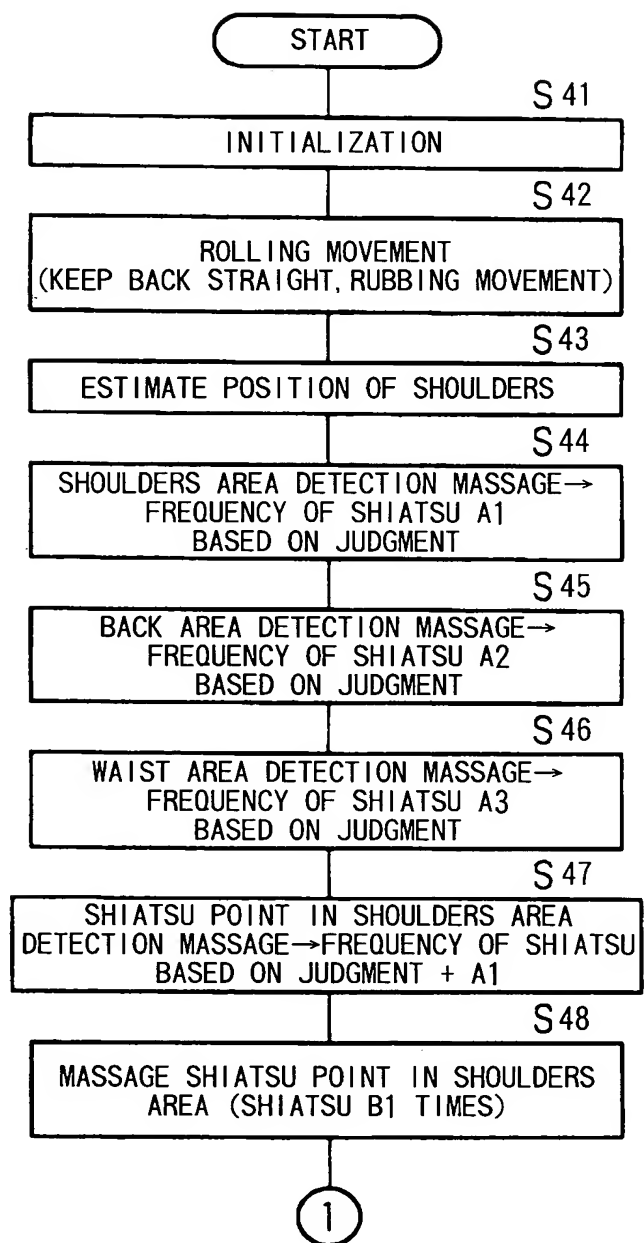 START
S41
INITIALIZATION
S42
ROLLING MOVEMENT
(KEEP BACK STRAIGHT, RUBBING MOVEMENT)
S43
ESTIMATE POSITION OF SHOULDERS
S44
SHOULDERS AREA DETECTION MASSAGE→
FREQUENCY OF SHIATSU A1
BASED ON JUDGMENT
S45
BACK AREA DETECTION MASSAGE→
FREQUENCY OF SHIATSU A2
BASED ON JUDGMENT
S46
WAIST AREA DETECTION MASSAGE→
FREQUENCY OF SHIATSU A3
BASED ON JUDGMENT
S47
SHIATSU POINT IN SHOULDERS AREA
DETECTION MASSAGE→FREQUENCY OF SHIATSU
BASED ON JUDGMENT + A1
S48
MASSAGE SHIATSU POINT IN SHOULDERS
AREA (SHIATSU B1 TIMES)
1